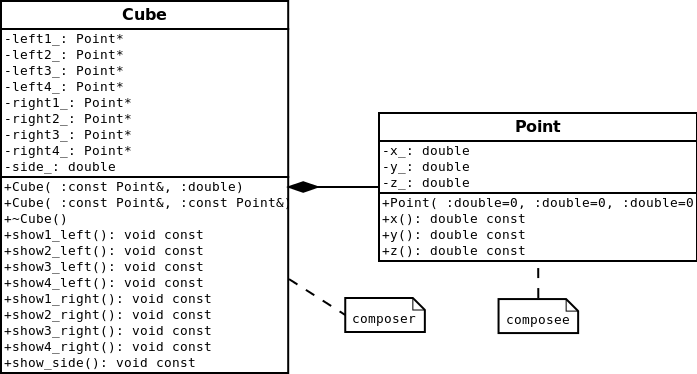 Cube
-left1_: Point*
-left2_: Point*
-left3_: Point*
-left4_: Point*
-right1_: Point*
-right2_: Point*
-right3_: Point*
-right4_: Point*
-side_: double
+Cube( :const Point&, :double)
+Cube( :const Point&, :const Point&)
+~Cube()
+show1_left(): void const
+show2_left(): void const
+show3_left(): void const
+show4_left(): void const
+show1_right(): void const
+show2_right(): void const
+show3_right(): void const
+show4_right(): void const
+show_side(): void const
Point
-x_: double
-y_: double
-z_: double
+Point( :double=0, :double=0, :double=0
+x(): double const
+y(): double const
+z(): double const
composer
composee